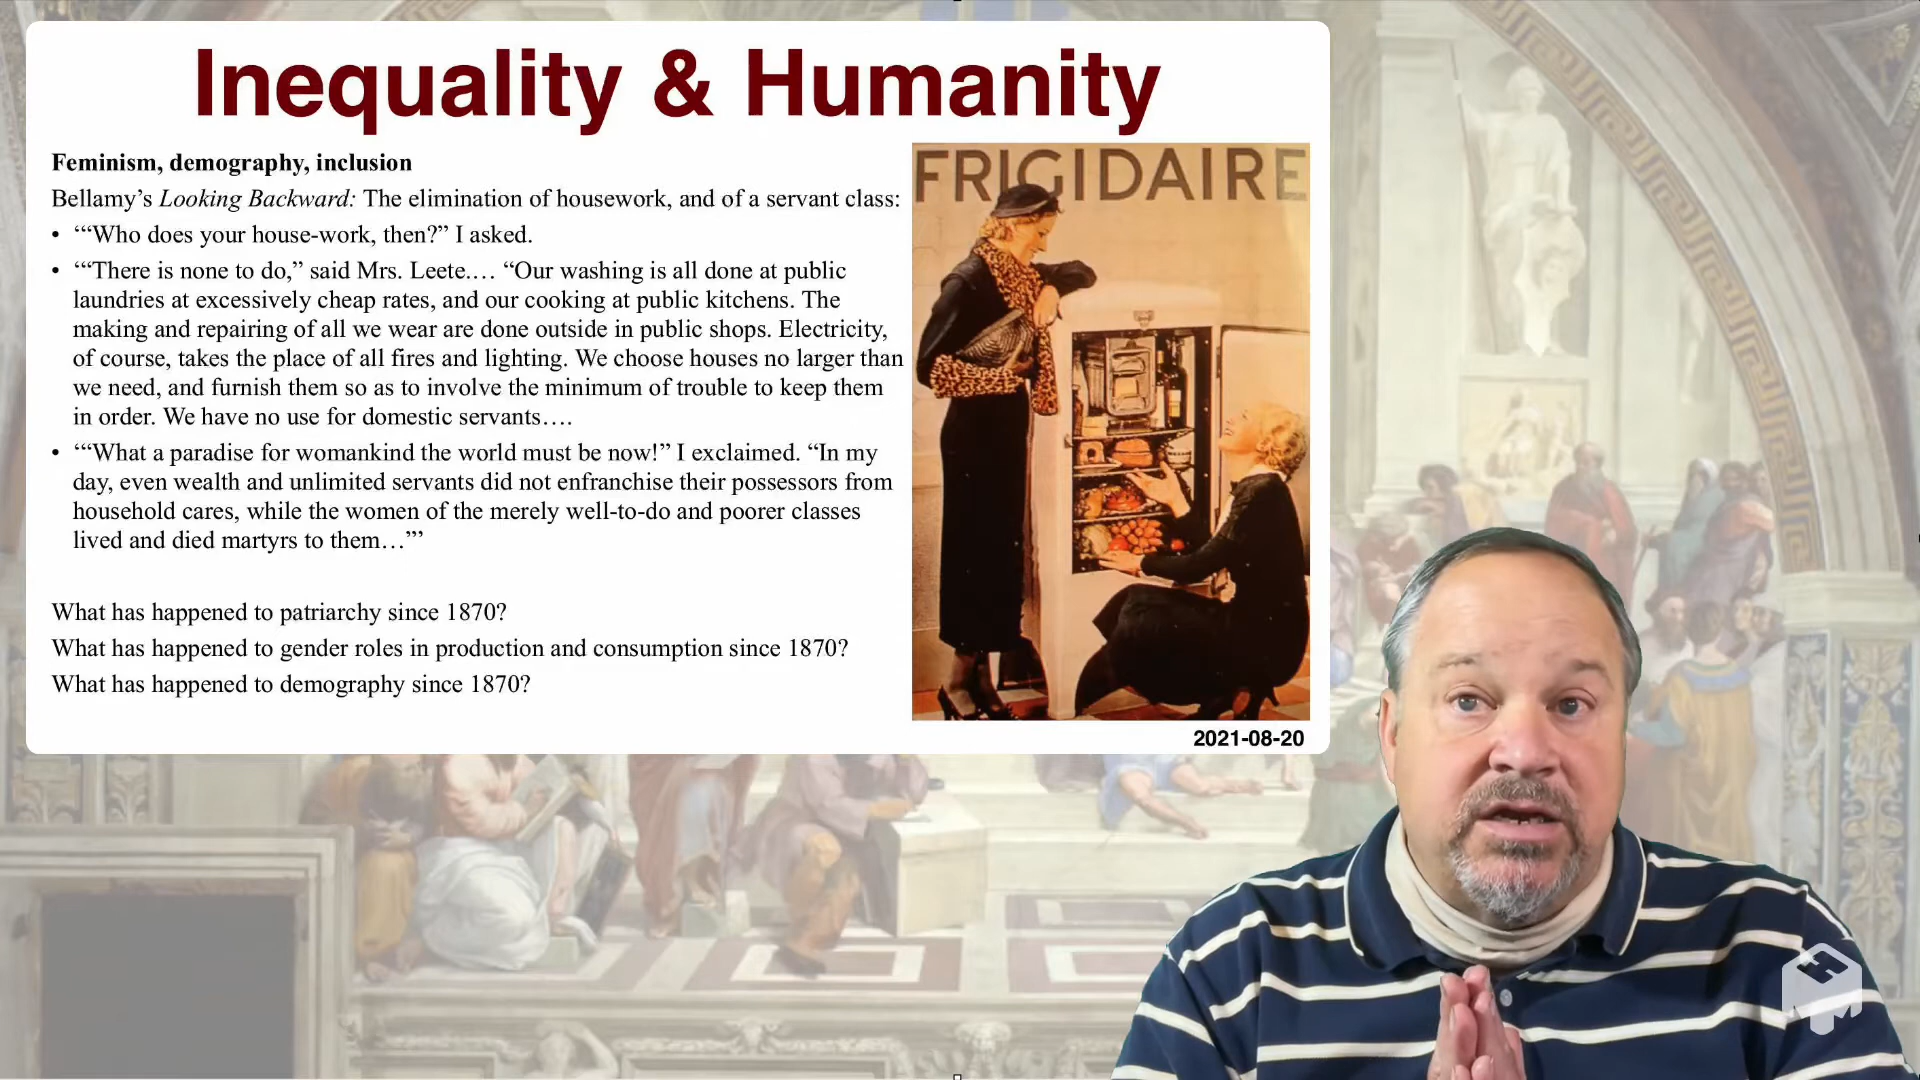 Inequality & Humanity
Feminism, demography, inclusion
Bellamy’s Looking Backward: The elimination of housework, and of a servant class:
• ‘“Who does your house-work, then?” I asked.
• ‘“There is none to do,” said Mrs. Leete.… “Our washing is all done at public
laundries at excessively cheap rates, and our cooking at public kitchens. The
making and repairing of all we wear are done outside in public shops. Electricity,
of course, takes the place of all fires and lighting. We choose houses no larger than
we need, and furnish them so as to involve the minimum of trouble to keep them
in order. We have no use for domestic servants….
• ‘“What a paradise for womankind the world must be now!” I exclaimed. “In my
day, even wealth and unlimited servants did not enfranchise their possessors from
household cares, while the women of the merely well-to-do and poorer classes
lived and died martyrs to them…”’
What has happened to patriarchy since 1870?
What has happened to gender roles in production and consumption since 1870?
What has happened to demography since 1870?
FRIGIDAIRE
2021-08-20